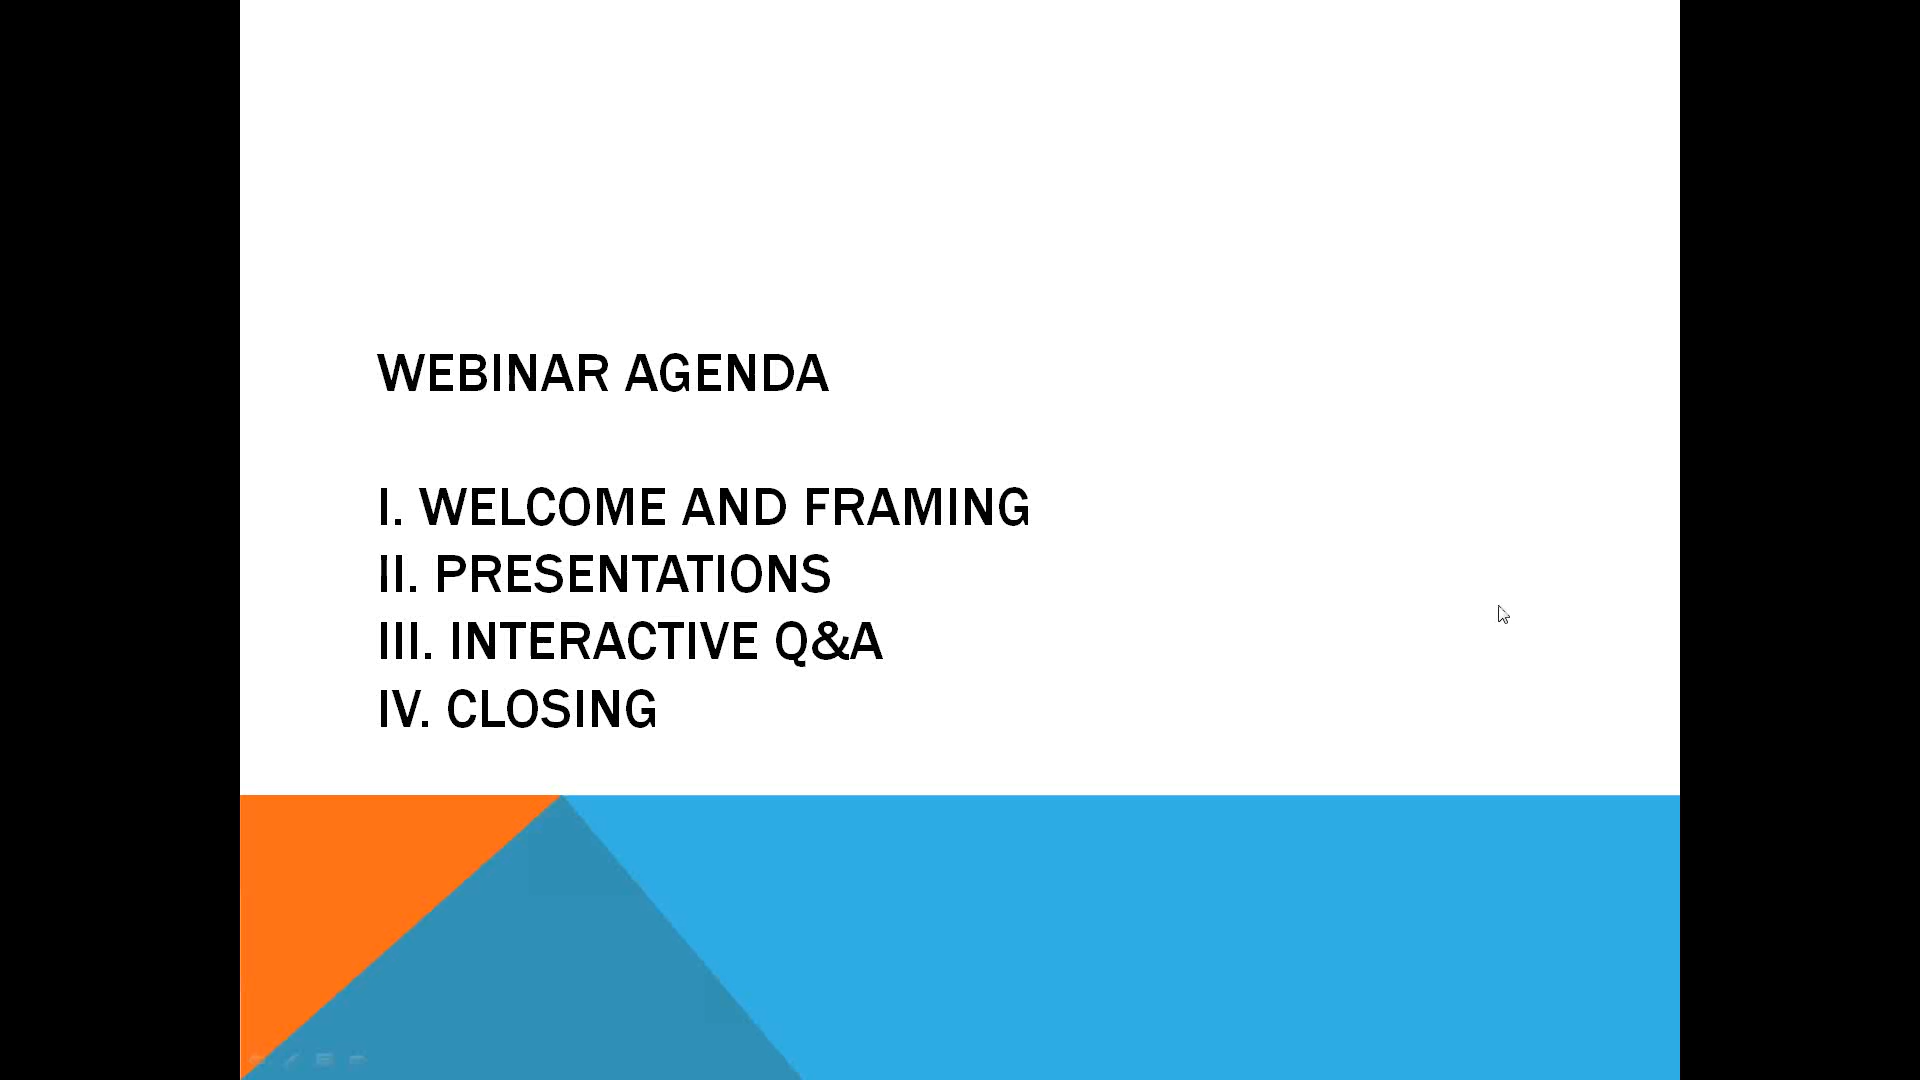 WEBINAR AGENDA
I. WELCOME AND FRAMING
II. PRESENTATIONS
III. INTERACTIVE Q&A
IV. CLOSING